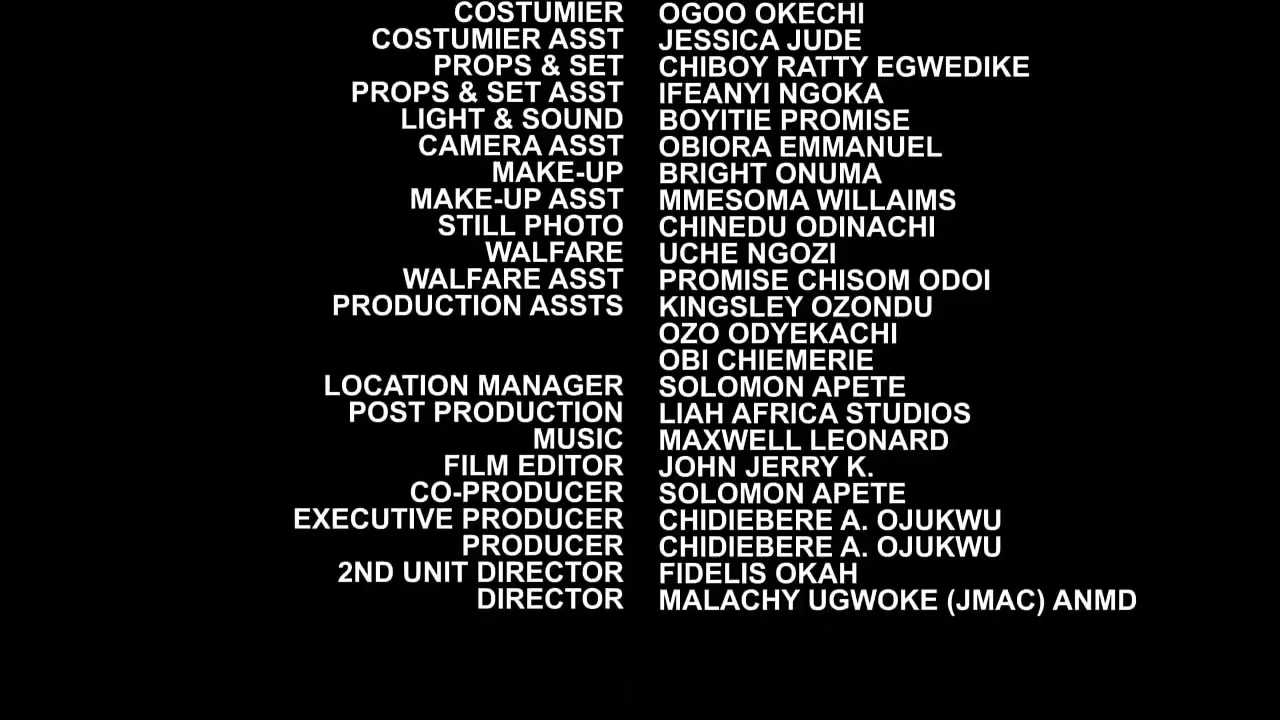 COSTUMIER OGOO OKECHI
COSTUMIER ASST JESSICA JUDE
PROPS & SET CHIBOY RATTY EGWEDIKE
PROPS & SET ASST IFEANYI NGOKA
LIGHT & SOUND BOYITIE PROMISE
CAMERA ASST OBIORA EMMANUEL
MAKE-UP BRIGHT ONUMA
MAKE-UP ASST MMESOMA WILLAIMS
STILL PHOTO CHINEDU ODINACHI
WALFARE UCHE NGOZI
WALFARE ASST PROMISE CHISOM ODOI
PRODUCTION ASSTS KINGSLEY OZONDU
OZO ODYEKACHI
OBI CHIEMERIE
LOCATION MANAGER SOLOMON APETE
POST PRODUCTION LIAH AFRICA STUDIOS
MUSIC MAXWELL LEONARD
FILM EDITOR JOHN JERRY K.
CO-PRODUCER SOLOMON APETE
EXECUTIVE PRODUCER CHIDIEBERE A. OJUKWU
PRODUCER CHIDIEBERE A. OJUKWU
2ND UNIT DIRECTOR FIDELIS OKAH
DIRECTOR MALACHY UGWOKE (JMAC) ANMD